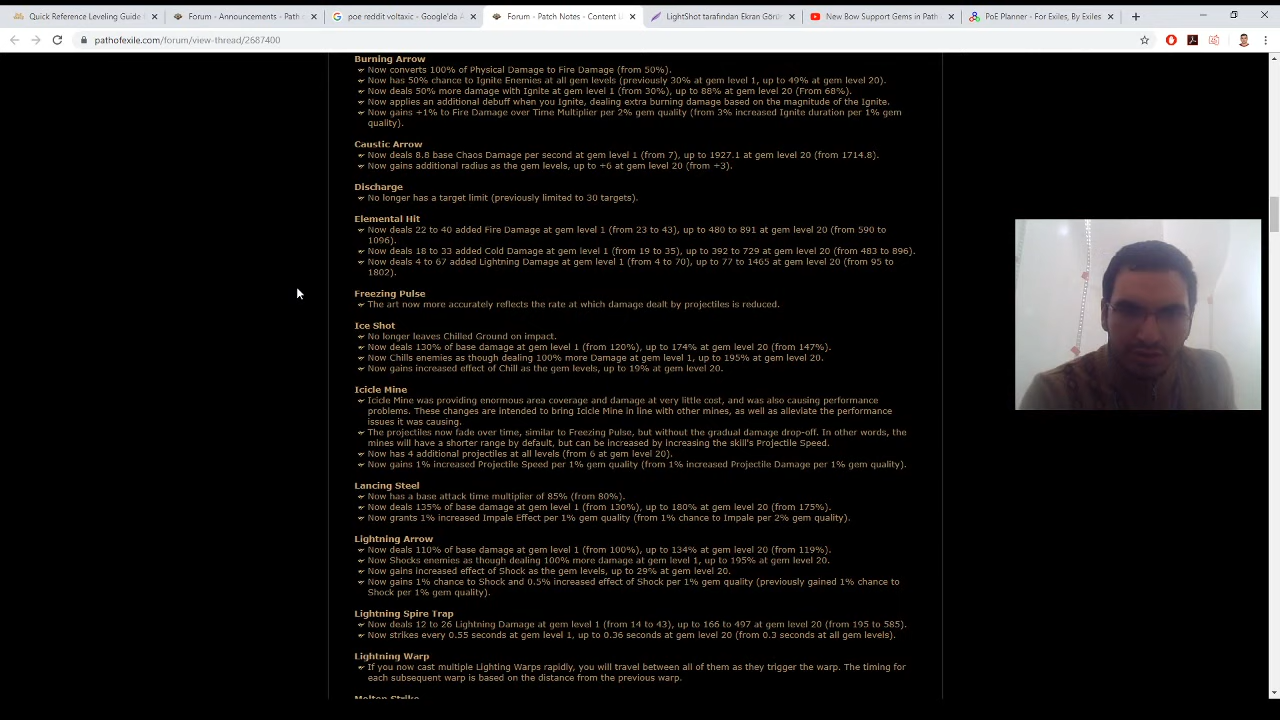 Quick Reference Leveling Guide
Forum - Announcements - Path o
poe reddit voltaxic - Google'da A
Forum - Patch Notes - Content U
LightShot tarafından Ekran Görün
New Bow Support Gems in Path
PoE Planner - For Exiles, By Exiles
pathofexile.com/forum/view-thread/2687400
Burning Arrow
Now converts 100% of Physical Damage to Fire Damage (from 50%).
Now has 50% chance to Ignite Enemies at all gem levels (previously 30% at gem level 1, up to 49% at gem level 20).
Now deals 50% more damage with Ignite at gem level 1 (from 30%), up to 88% at gem level 20 (From 68%).
Now applies an additional debuff when you Ignite, dealing extra burning damage based on the magnitude of the Ignite.
Now gains +1% to Fire Damage over Time Multiplier per 2% gem quality (from 3% increased Ignite duration per 1% gem
quality).
Caustic Arrow
Now deals 8.8 base Chaos Damage per second at gem level 1 (from 7), up to 1927.1 at gem level 20 (from 1714.8).
Now gains additional radius as the gem levels, up to +6 at gem level 20 (from +3).
Discharge
No longer has a target limit (previously limited to 30 targets).
Elemental Hit
Now deals 22 to 40 added Fire Damage at gem level 1 (from 23 to 43), up to 480 to 891 at gem level 20 (from 590 to
1096).
Now deals 18 to 33 added Cold Damage at gem level 1 (from 19 to 35), up to 392 to 729 at gem level 20 (from 483 to 896).
Now deals 4 to 67 added Lightning Damage at gem level 1 (from 4 to 70), up to 77 to 1465 at gem level 20 (from 95 to
1802).
Freezing Pulse
The art now more accurately reflects the rate at which damage dealt by projectiles is reduced.
Ice Shot
No longer leaves Chilled Ground on impact.
Now deals 130% of base damage at gem level 1 (from 120%), up to 174% at gem level 20 (from 147%).
Now Chills enemies as though dealing 100% more Damage at gem level 1, up to 195% at gem level 20.
Now gains increased effect of Chill as the gem levels, up to 19% at gem level 20.
Icicle Mine
Icicle Mine was providing enormous area coverage and damage at very little cost, and was also causing performance
problems. These changes are intended to bring Icicle Mine in line with other mines, as well as alleviate the performance
issues it was causing.
The projectiles now fade over time, similar to Freezing Pulse, but without the gradual damage drop-off. In other words, the
mines will have a shorter range by default, but can be increased by increasing the skill's Projectile Speed.
Now has 4 additional projectiles at all levels (from 6 at gem level 20).
Now gains 1% increased Projectile Speed per 1% gem quality (from 1% increased Projectile Damage per 1% gem quality).
Lancing Steel
Now has a base attack time multiplier of 85% (from 80%).
Now deals 135% of base damage at gem level 1 (from 130%), up to 180% at gem level 20 (from 175%).
Now grants 1% increased Impale Effect per 1% gem quality (from 1% chance to Impale per 2% gem quality).
Lightning Arrow
Now deals 110% of base damage at gem level 1 (from 100%), up to 134% at gem level 20 (from 119%).
Now Shocks enemies as though dealing 100% more damage at gem level 1, up to 195% at gem level 20.
Now gains increased effect of Shock as the gem levels, up to 29% at gem level 20.
Now gains 1% chance to Shock and 0.5% increased effect of Shock per 1% gem quality (previously gained 1% chance to
Shock per 1% gem quality).
Lightning Spire Trap
Now deals 12 to 26 Lightning Damage at gem level 1 (from 14 to 43), up to 166 to 497 at gem level 20 (from 195 to 585).
Now strikes every 0.55 seconds at gem level 1, up to 0.36 seconds at gem level 20 (from 0.3 seconds at all gem levels).
Lightning Warp
If you now cast multiple Lighting Warps rapidly, you will travel between all of them as they trigger the warp. The timing for
each subsequent warp is based on the distance from the previous warp.
Molten Strike